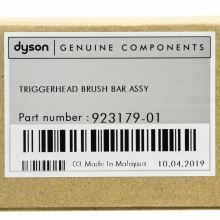 dyson | GENUINE COMPONENTS
TRIGGERHEAD BRUSH BAR ASSY
Part number : 923179-01
03 Made In Malaysia
10.04.2019